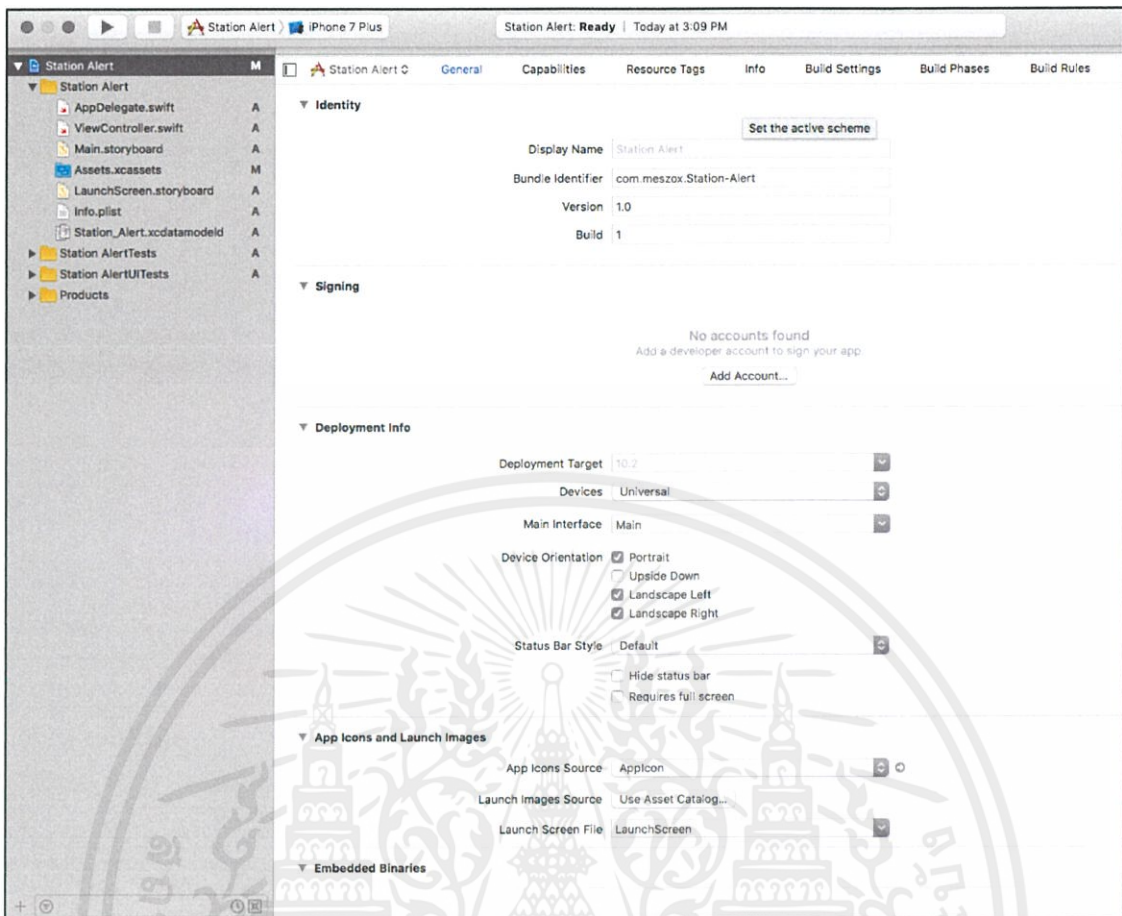 Station Alert
iPhone 7 Plus
Station Alert: Ready | Today at 3:09 PM
Station Alert M
Station Alert
AppDelegate.swift A
ViewController.swift A
Main.storyboard A
Assets.xcassets M
LaunchScreen.storyboard A
Info.plist A
Station_Alert.xcdatamodeld A
Station AlertTests A
Station AlertUITests A
Products
Station Alert General Capabilities Resource Tags Info Build Settings Build Phases Build Rules
Identity
Set the active scheme
Display Name Station Alert
Bundle Identifier com.meszox.Station-Alert
Version 1.0
Build 1
Signing
No accounts found
Add a developer account to sign your app
Add Account...
Deployment Info
Deployment Target 10.2
Devices Universal
Main Interface Main
Device Orientation Portrait
Upside Down
Landscape Left
Landscape Right
Status Bar Style Default
Hide status bar
Requires full screen
App Icons and Launch Images
App Icons Source AppIcon
Launch Images Source Use Asset Catalog...
Launch Screen File LaunchScreen
Embedded Binaries